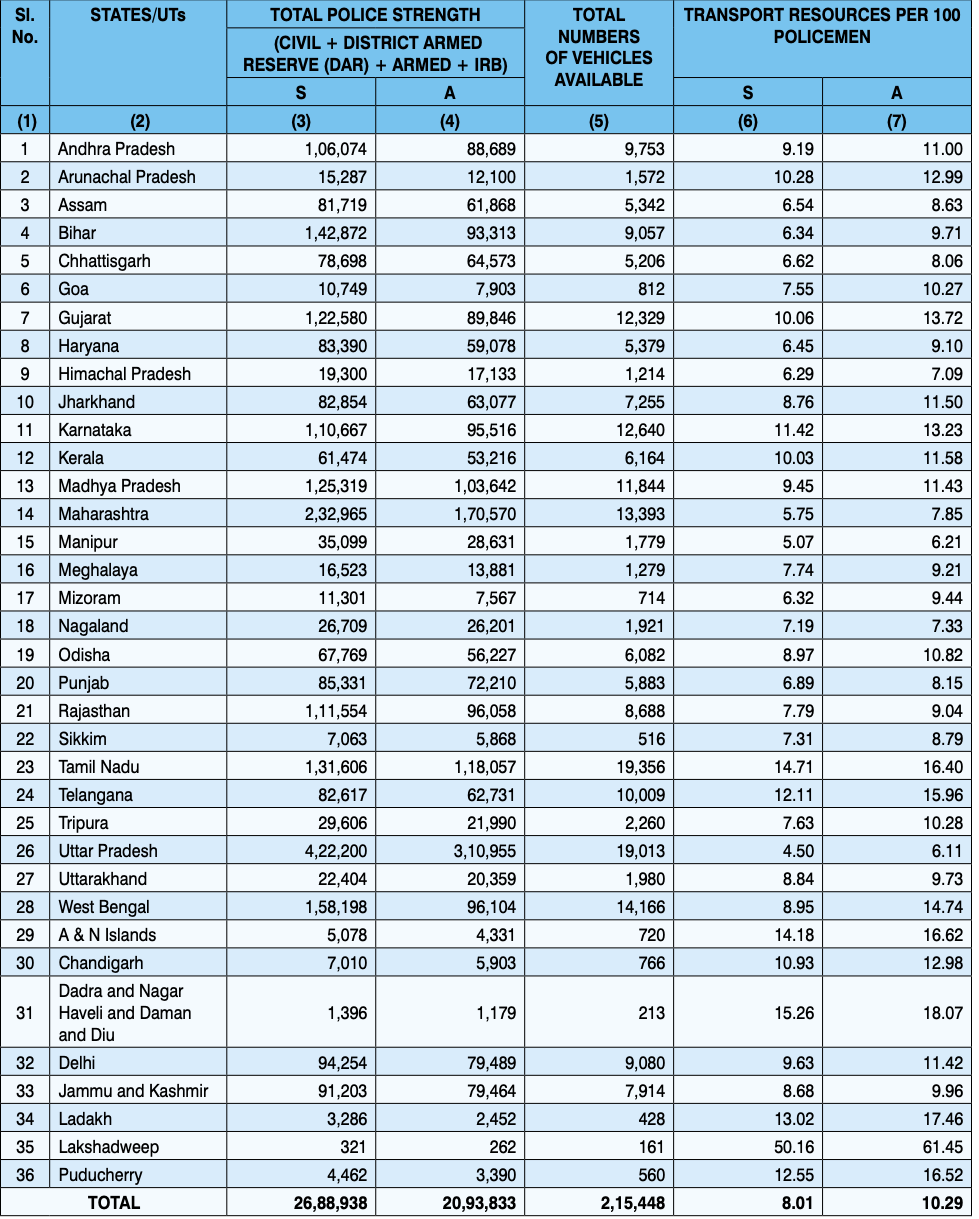 Sl. No. STATES/UTs TOTAL POLICE STRENGTH TOTAL NUMBERS OF VEHICLES AVAILABLE TRANSPORT RESOURCES PER 100 POLICEMEN
(CIVIL + DISTRICT ARMED RESERVE (DAR) + ARMED + IRB)
S A S A
(1) (2) (3) (4) (5) (6) (7)
1 Andhra Pradesh 1,06,074 88,689 9,753 9.19 11.00
2 Arunachal Pradesh 15,287 12,100 1,572 10.28 12.99
3 Assam 81,719 61,868 5,342 6.54 8.63
4 Bihar 1,42,872 93,313 9,057 6.34 9.71
5 Chhattisgarh 78,698 64,573 5,206 6.62 8.06
6 Goa 10,749 7,903 812 7.55 10.27
7 Gujarat 1,22,580 89,846 12,329 10.06 13.72
8 Haryana 83,390 59,078 5,379 6.45 9.10
9 Himachal Pradesh 19,300 17,133 1,214 6.29 7.09
10 Jharkhand 82,854 63,077 7,255 8.76 11.50
11 Karnataka 1,10,667 95,516 12,640 11.42 13.23
12 Kerala 61,474 53,216 6,164 10.03 11.58
13 Madhya Pradesh 1,25,319 1,03,642 11,844 9.45 11.43
14 Maharashtra 2,32,965 1,70,570 13,393 5.75 7.85
15 Manipur 35,099 28,631 1,779 5.07 6.21
16 Meghalaya 16,523 13,881 1,279 7.74 9.21
17 Mizoram 11,301 7,567 714 6.32 9.44
18 Nagaland 26,709 26,201 1,921 7.19 7.33
19 Odisha 67,769 56,227 6,082 8.97 10.82
20 Punjab 85,331 72,210 5,883 6.89 8.15
21 Rajasthan 1,11,554 96,058 8,688 7.79 9.04
22 Sikkim 7,063 5,868 516 7.31 8.79
23 Tamil Nadu 1,31,606 1,18,057 19,356 14.71 16.40
24 Telangana 82,617 62,731 10,009 12.11 15.96
25 Tripura 29,606 21,990 2,260 7.63 10.28
26 Uttar Pradesh 4,22,200 3,10,955 19,013 4.50 6.11
27 Uttarakhand 22,404 20,359 1,980 8.84 9.73
28 West Bengal 1,58,198 96,104 14,166 8.95 14.74
29 A & N Islands 5,078 4,331 720 14.18 16.62
30 Chandigarh 7,010 5,903 766 10.93 12.98
31 Dadra and Nagar Haveli and Daman and Diu 1,396 1,179 213 15.26 18.07
32 Delhi 94,254 79,489 9,080 9.63 11.42
33 Jammu and Kashmir 91,203 79,464 7,914 8.68 9.96
34 Ladakh 3,286 2,452 428 13.02 17.46
35 Lakshadweep 321 262 161 50.16 61.45
36 Puducherry 4,462 3,390 560 12.55 16.52
TOTAL 26,88,938 20,93,833 2,15,448 8.01 10.29